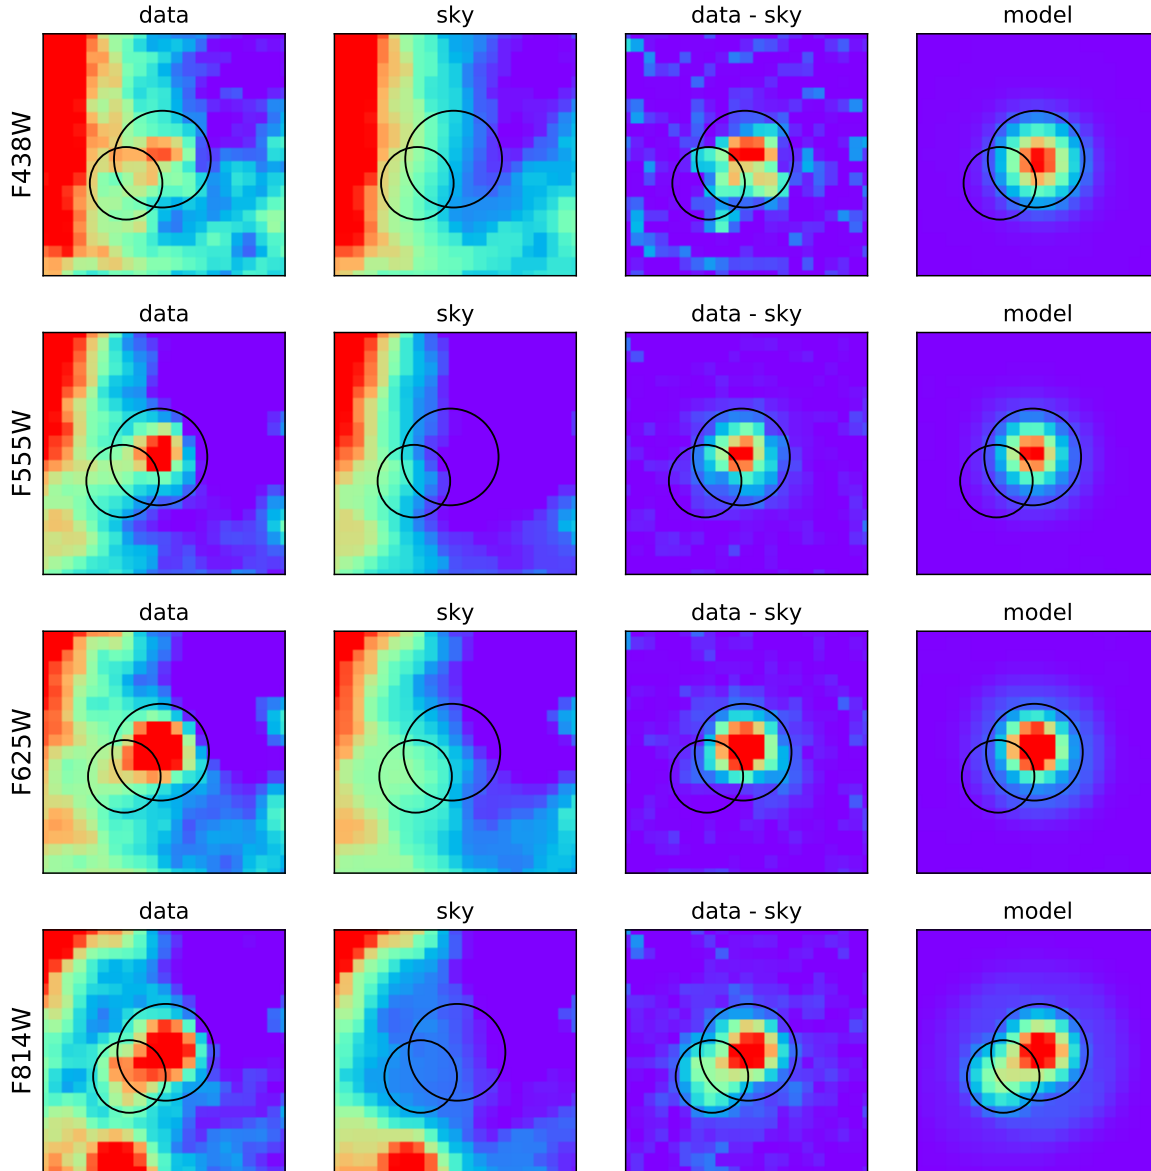 data sky data - sky model
F438W
data sky data - sky model
F555W
data sky data - sky model
F625W
data sky data - sky model
F814W